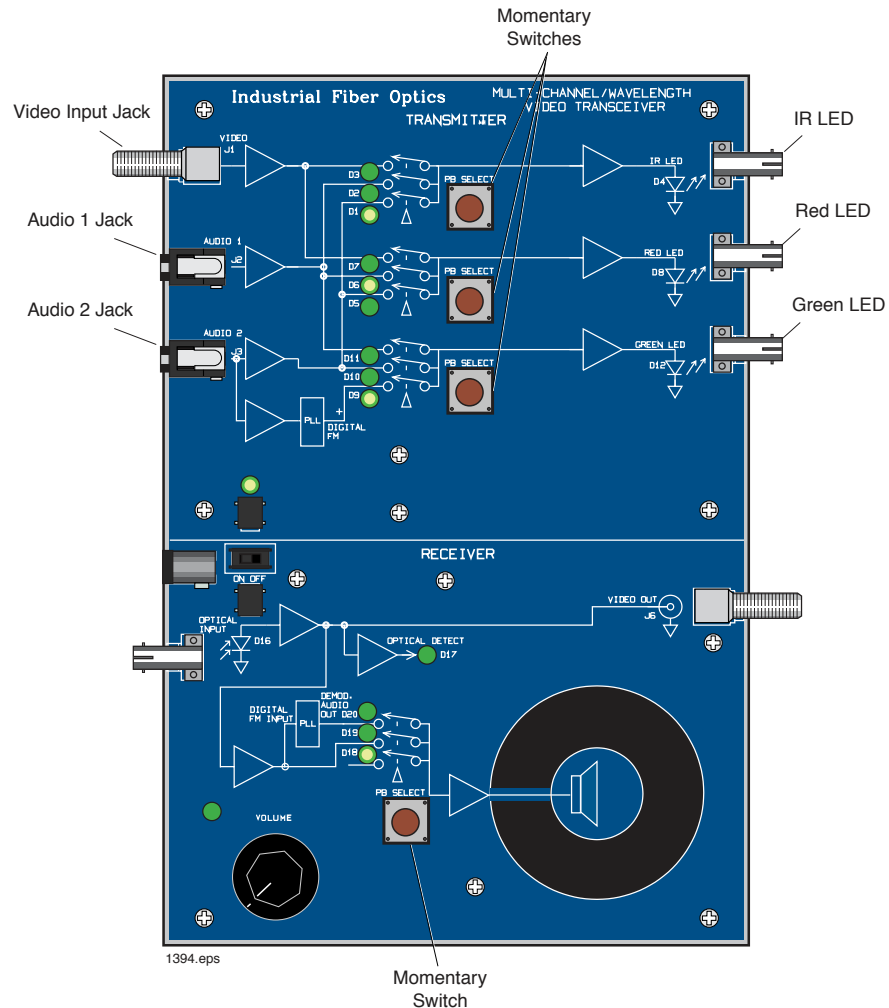 Momentary
Switches
Video Input Jack
Audio 1 Jack
Audio 2 Jack
IR LED
Red LED
Green LED
Industrial Fiber Optics
MULTI-CHANNEL/WAVELENGTH
VIDEO TRANSCEIVER
TRANSMITTER
VIDEO
J1
D3
D2
D1
PB SELECT
IR LED
D4
AUDIO 1
D7
D6
D5
PB SELECT
RED LED
D8
AUDIO 2
D11
D10
D9
PB SELECT
GREEN LED
D12
PLL
+
DIGITAL
FM
RECEIVER
ON OFF
OPTICAL
INPUT
D16
VIDEO OUT
J6
OPTICAL DETECT
D17
DIGITAL
FM INPUT
PLL
DEMOD.
AUDIO
OUT D20
D19
D18
PB SELECT
VOLUME
1394.eps
Momentary
Switch